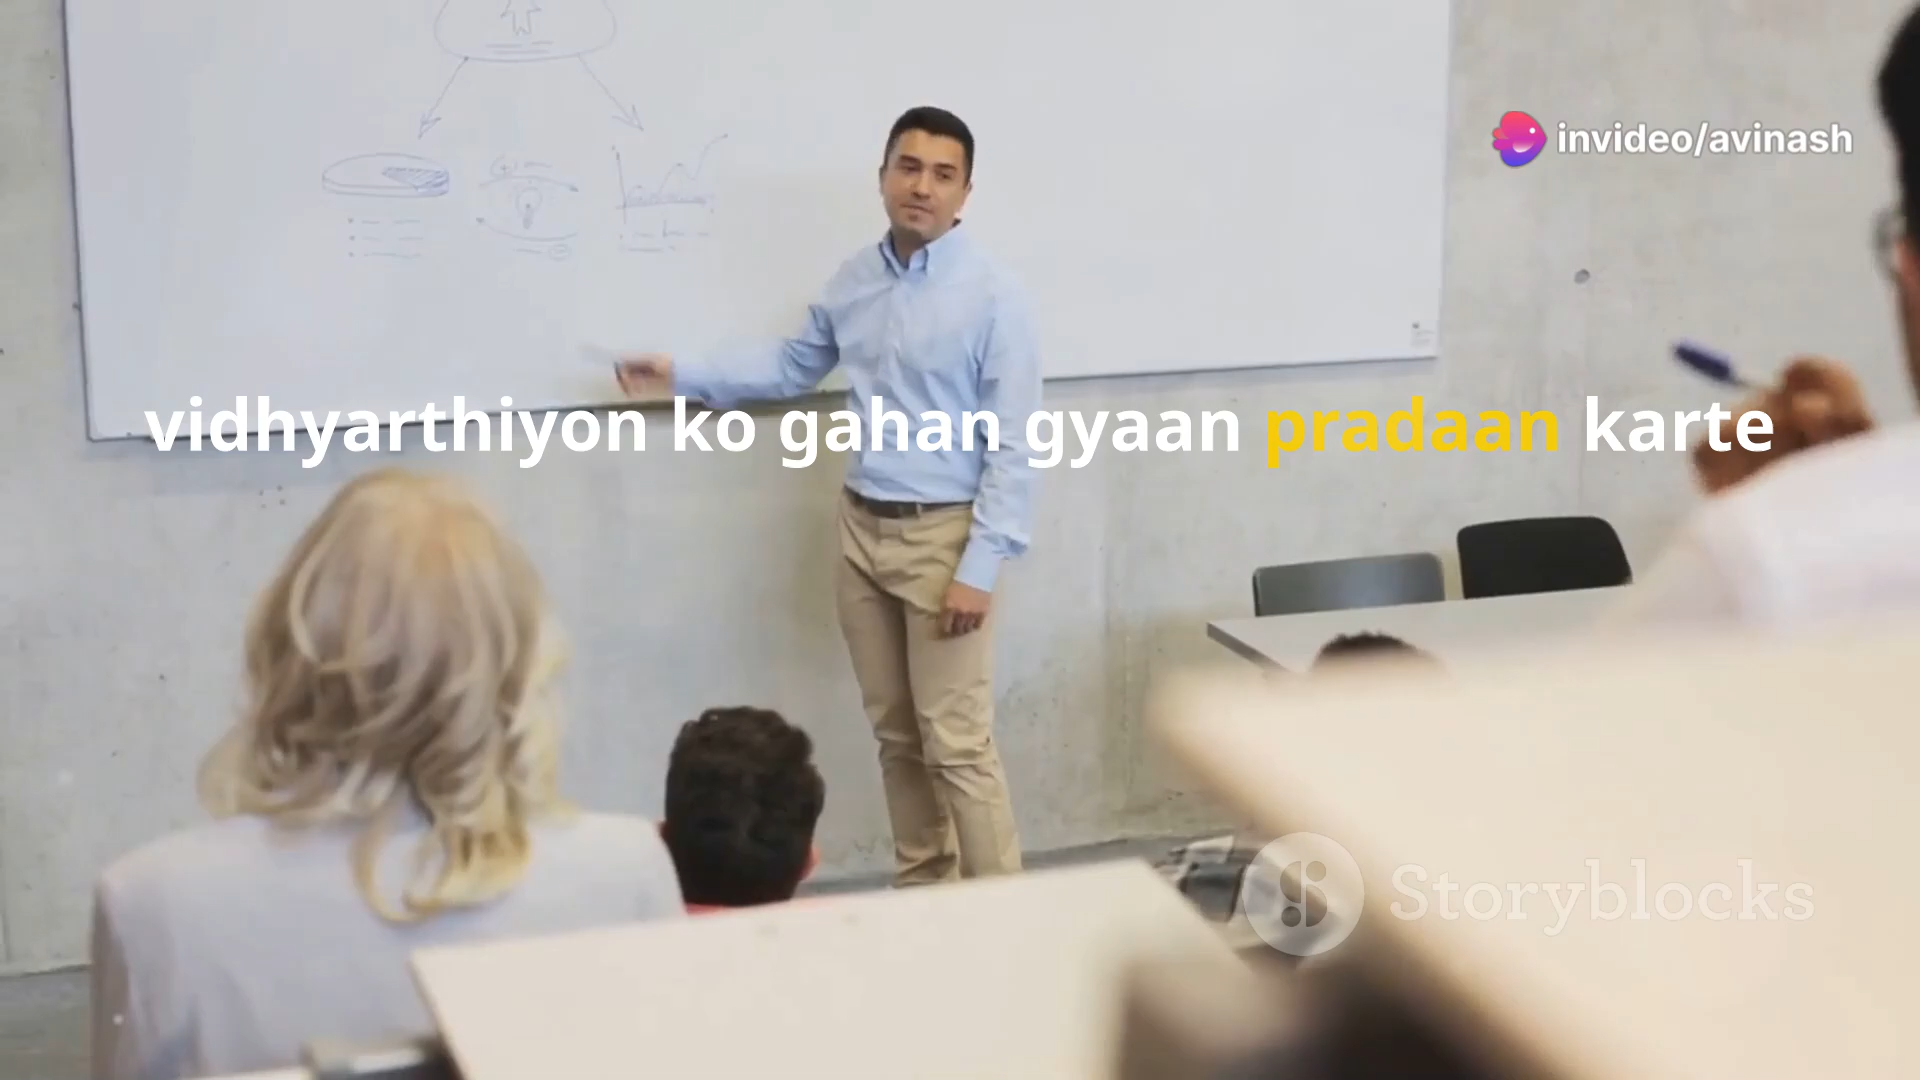 invideo/avinash
vidhyarthiyon ko gahan gyaan pradaan karte
Storyblocks